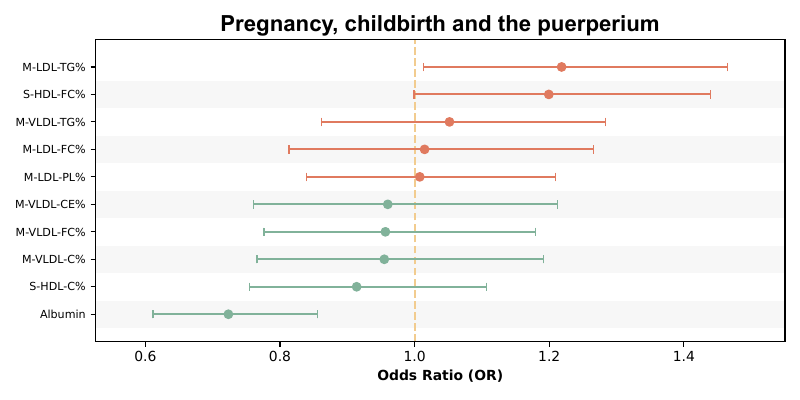 Pregnancy, childbirth and the puerperium
M-LDL-TG%
S-HDL-FC%
M-VLDL-TG%
M-LDL-FC%
M-LDL-PL%
M-VLDL-CE%
M-VLDL-FC%
M-VLDL-C%
S-HDL-C%
Albumin
0.6 0.8 1.0 1.2 1.4
Odds Ratio (OR)